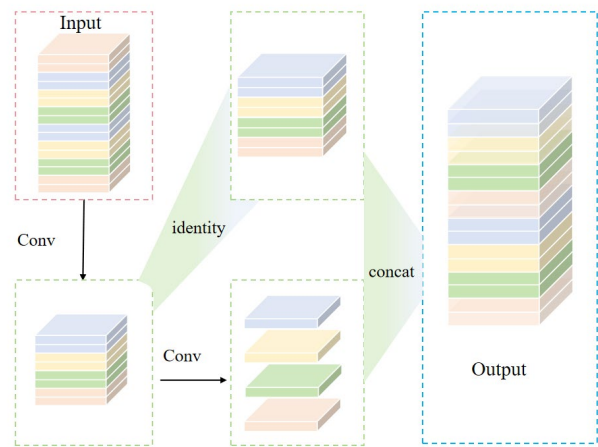 Input
Conv
identity
concat
Conv
Output